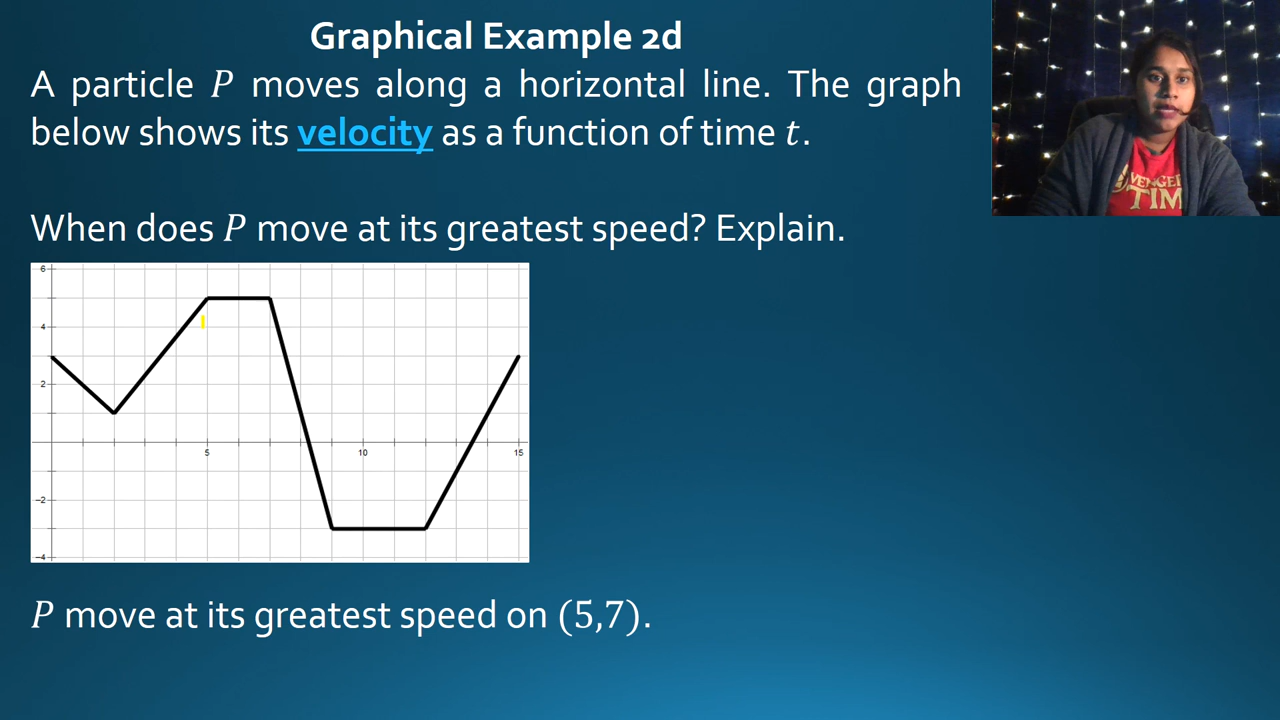 Graphical Example 2d
A particle P moves along a horizontal line. The graph
below shows its velocity as a function of time t.
When does P move at its greatest speed? Explain.
6
4
2
5
10
15
−2
−4
P move at its greatest speed on (5,7).
TIM